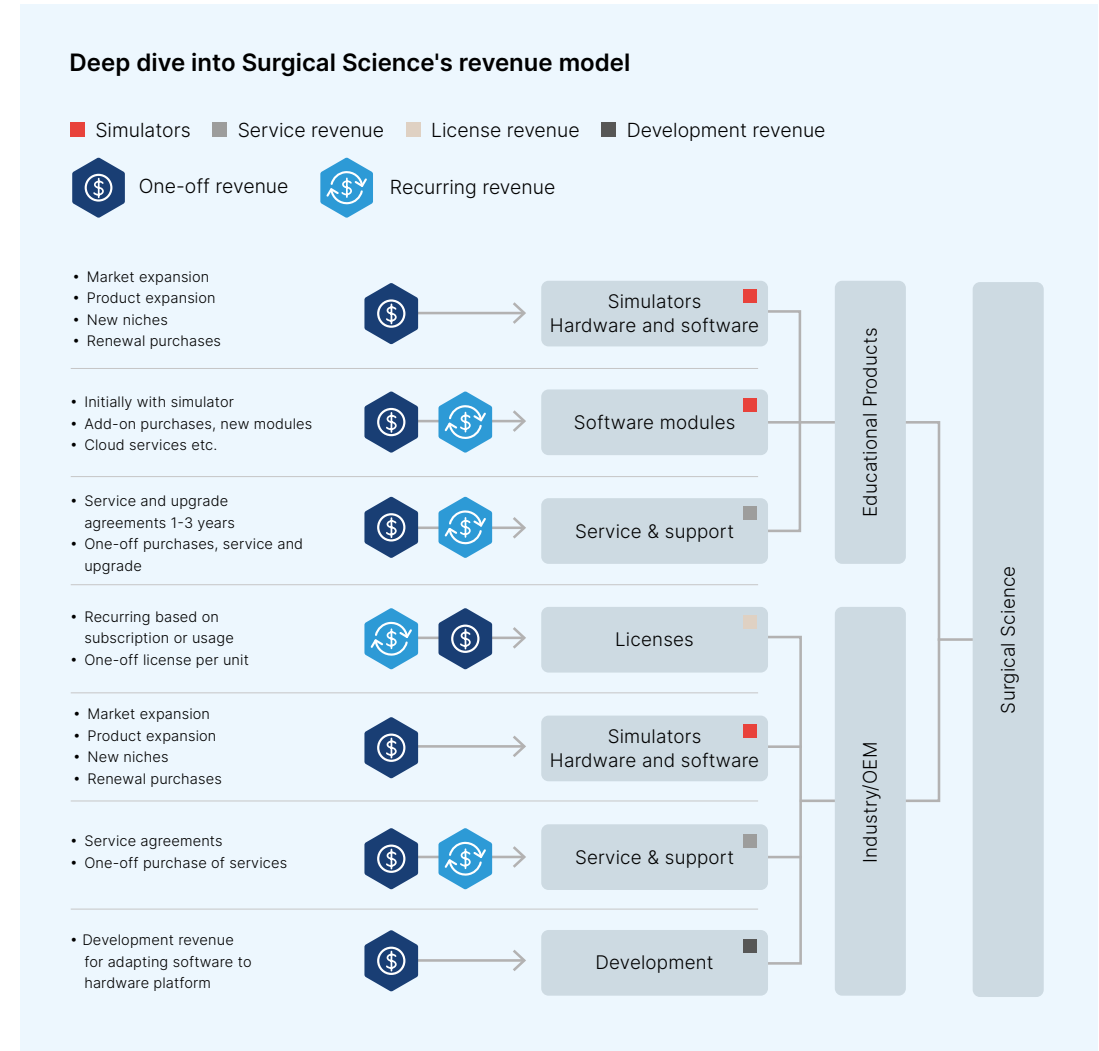 Deep dive into Surgical Science's revenue model
Simulators
Service revenue
License revenue
Development revenue
$ One-off revenue
$ Recurring revenue
• Market expansion
• Product expansion
• New niches
• Renewal purchases
$
Simulators
Hardware and software
• Initially with simulator
• Add-on purchases, new modules
• Cloud services etc.
$
$
Software modules
• Service and upgrade
agreements 1-3 years
• One-off purchases, service and
upgrade
$
$
Service & support
Educational Products
• Recurring based on
subscription or usage
• One-off license per unit
$
$
Licenses
• Market expansion
• Product expansion
• New niches
• Renewal purchases
$
Simulators
Hardware and software
• Service agreements
• One-off purchase of services
$
$
Service & support
• Development revenue
for adapting software to
hardware platform
$
Development
Industry/OEM
Surgical Science